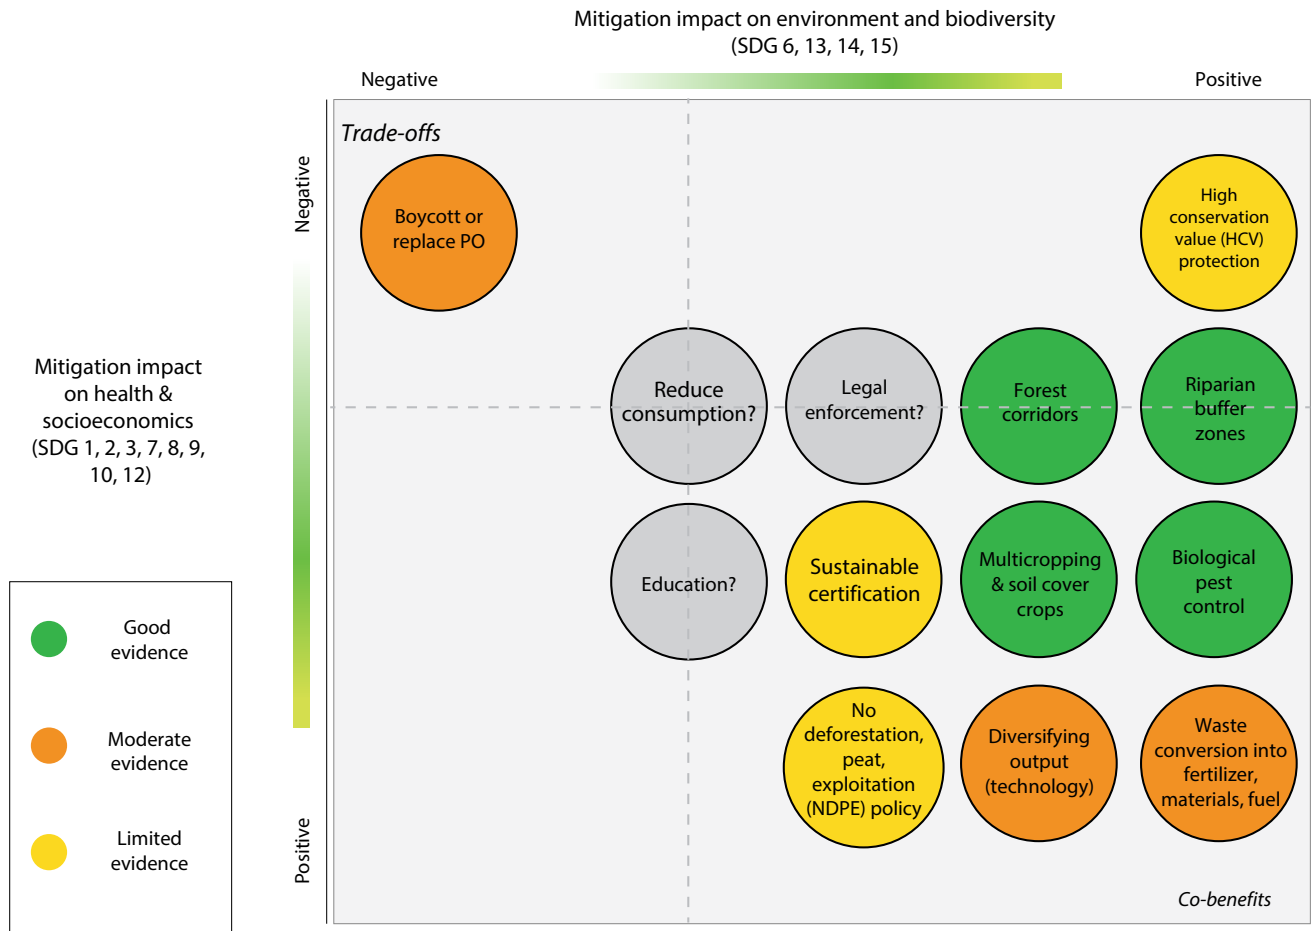 Mitigation impact on environment and biodiversity
(SDG 6, 13, 14, 15)
Negative
Positive
Trade-offs
Negative
Boycott or
replace PO
High
conservation
value (HCV)
protection
Mitigation impact
on health &
socioeconomics
(SDG 1, 2, 3, 7, 8, 9,
10, 12)
Reduce
consumption?
Legal
enforcement?
Forest
corridors
Riparian
buffer
zones
Education?
Sustainable
certification
Multicropping
& soil cover
crops
Biological
pest
control
No
deforestation,
peat,
exploitation
(NDPE) policy
Diversifying
output
(technology)
Waste
conversion into
fertilizer,
materials, fuel
Positive
Co-benefits
Good
evidence
Moderate
evidence
Limited
evidence